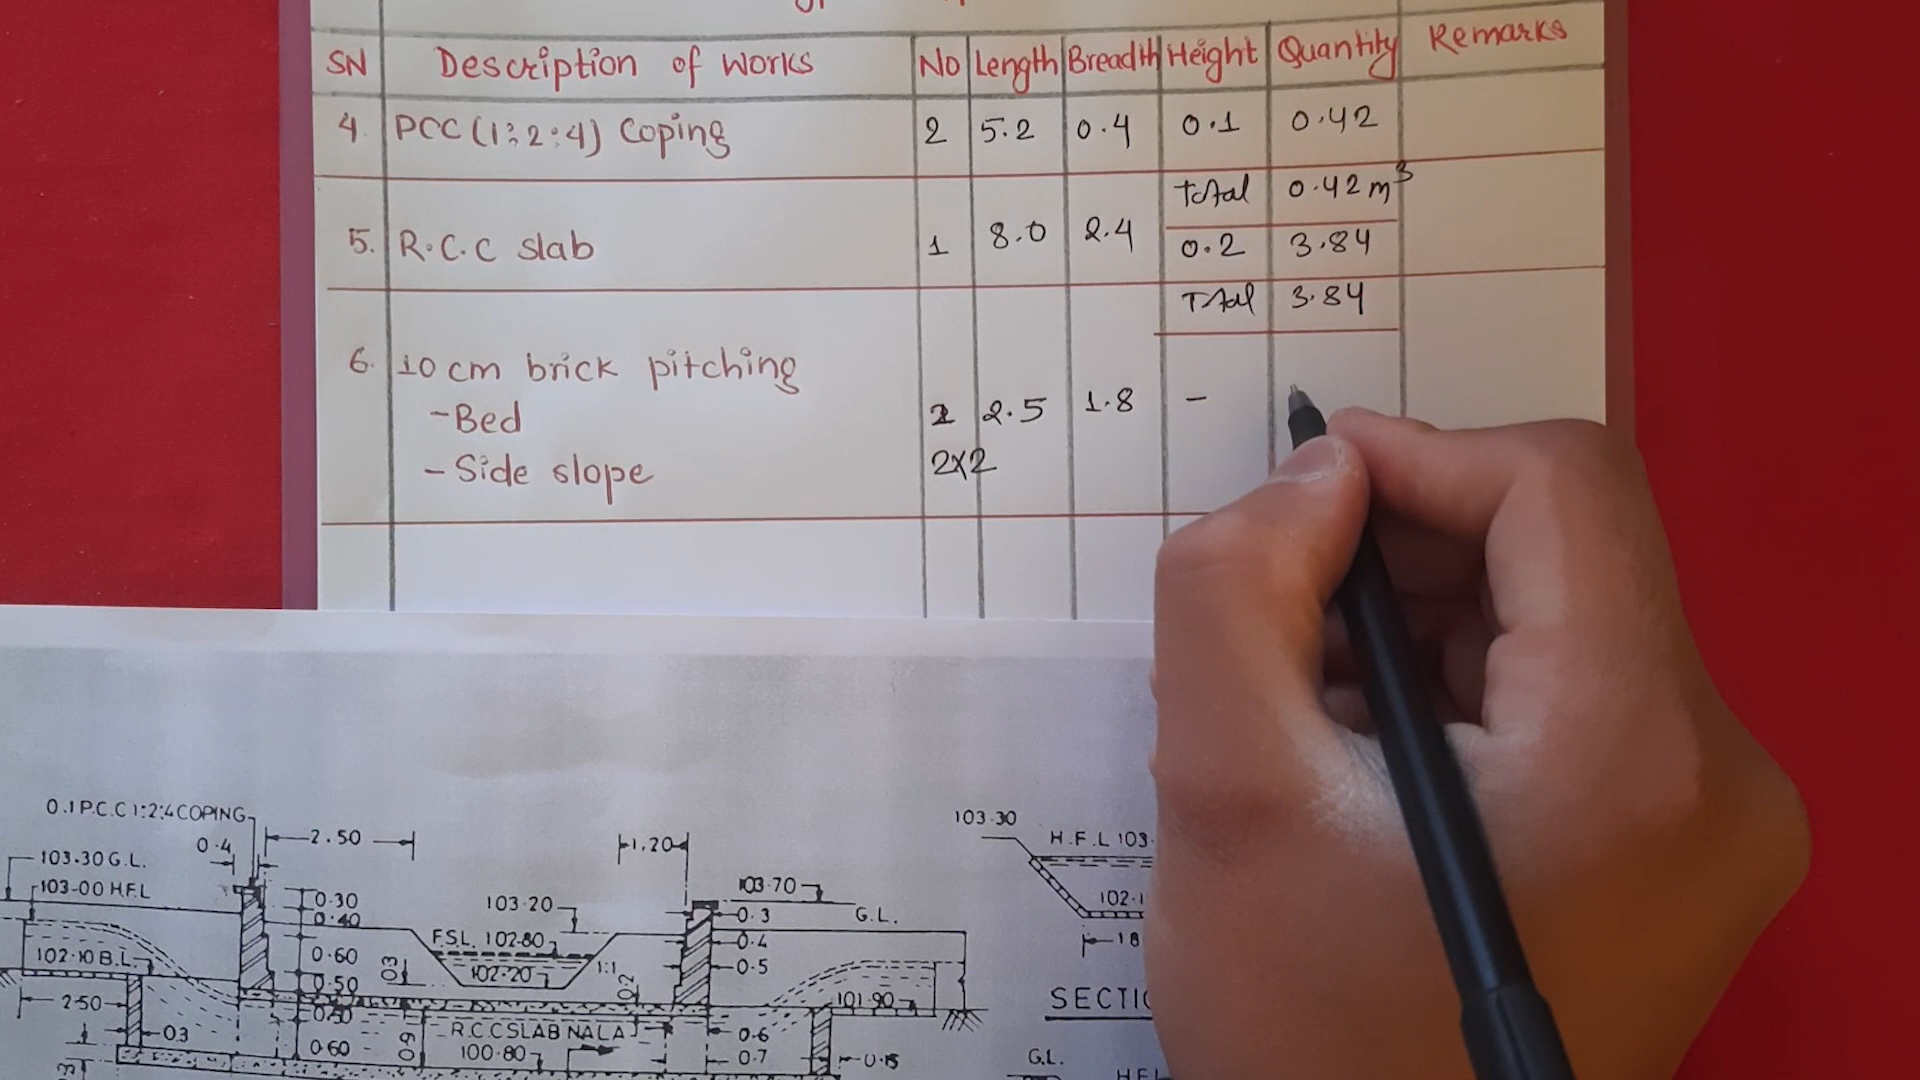 SN Description of works No Length Breadth Height Quantity Remarks
4. PCC (1:2:4) Coping 2 5.2 0.4 0.1 0.42
Total 0.42 m³
5. R.C.C slab 1 8.0 2.4 0.2 3.84
Total 3.84
6. 10 cm brick pitching
- Bed 2 2.5 1.8 -
- Side slope 2x2
0.1 P.C.C 1:2:4 COPING
2.50
0.4
1.20
103.30
H.F.L 103.
103.30 G.L.
103.00 H.F.L
0.30
0.40
103.20
103.70
0.3
G.L.
102.1
F.S.L. 102.80
0.4
18
102.10 B.L.
0.60
0.3
102.20
1:1
0.5
0.50
0.2
2.50
101.90
SECTIO
R.C.C SLAB NALA
0.6
0.3
0.60
0.9
100.80
0.7
0.15
G.L.
HFL